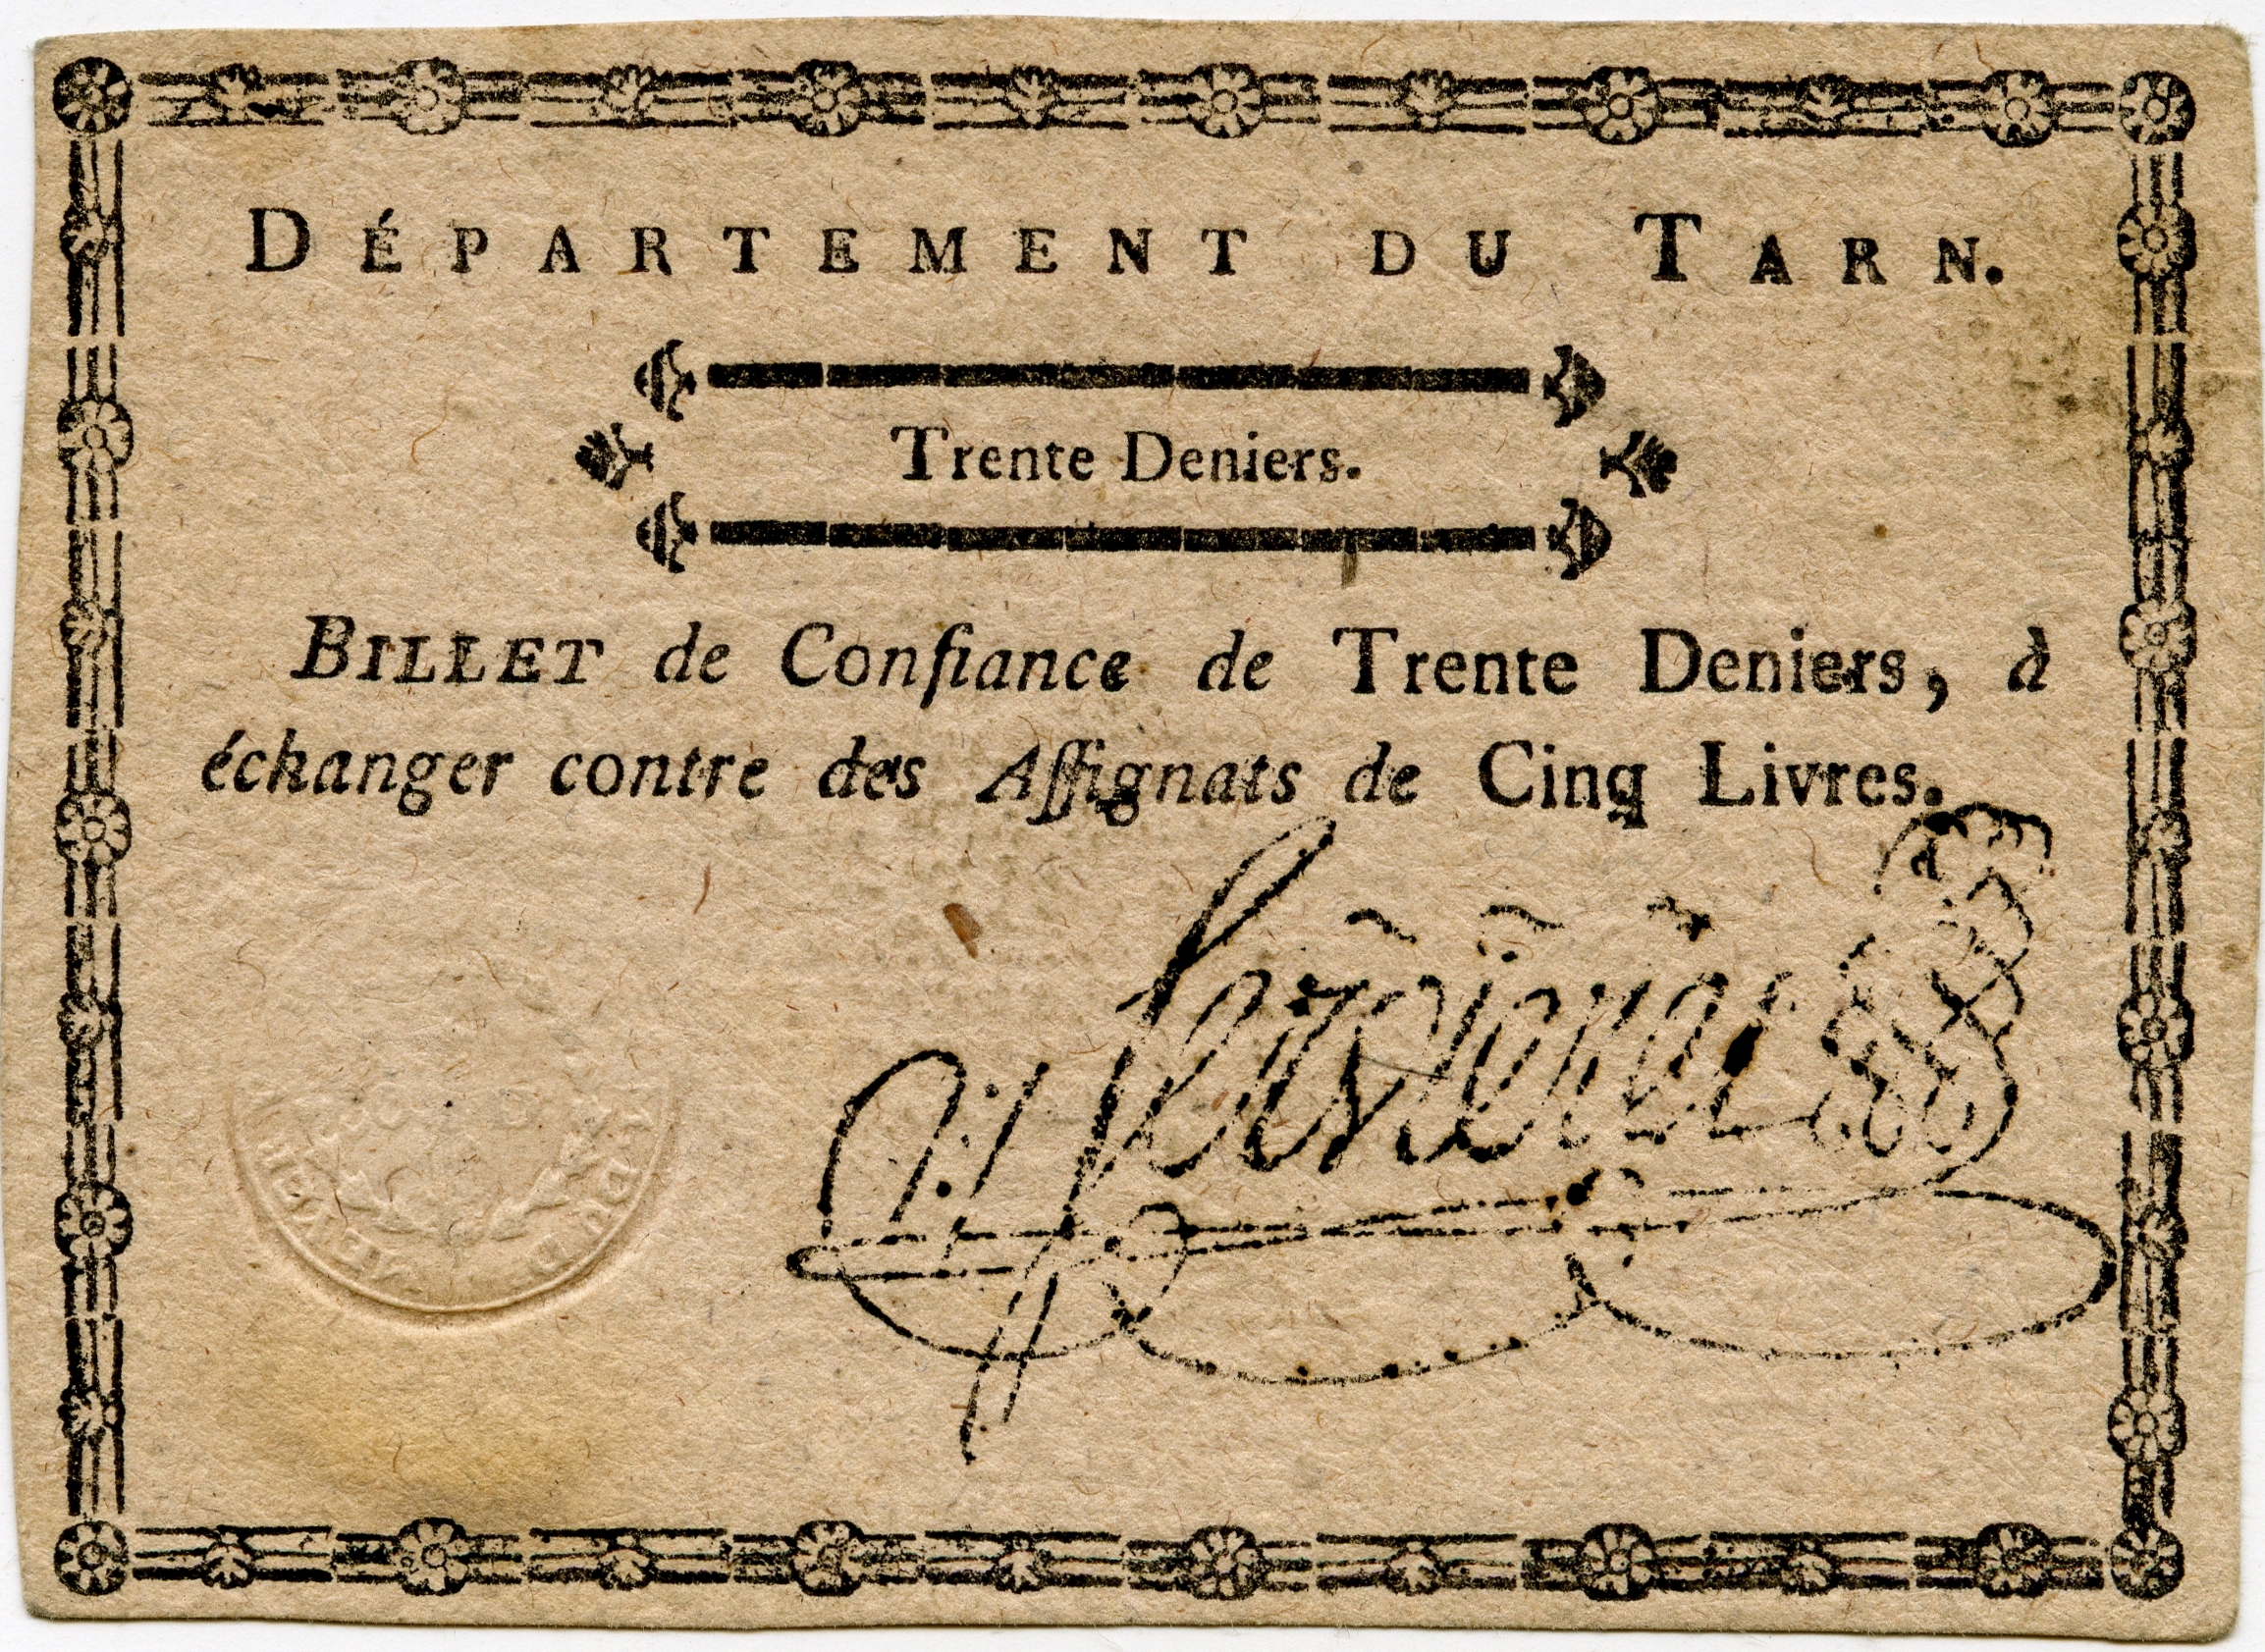 DÉPARTEMENT DU TARN.
Trente Deniers.
BILLET de Confiance de Trente Deniers, à
échanger contre des Aſſignats de Cinq Livres.